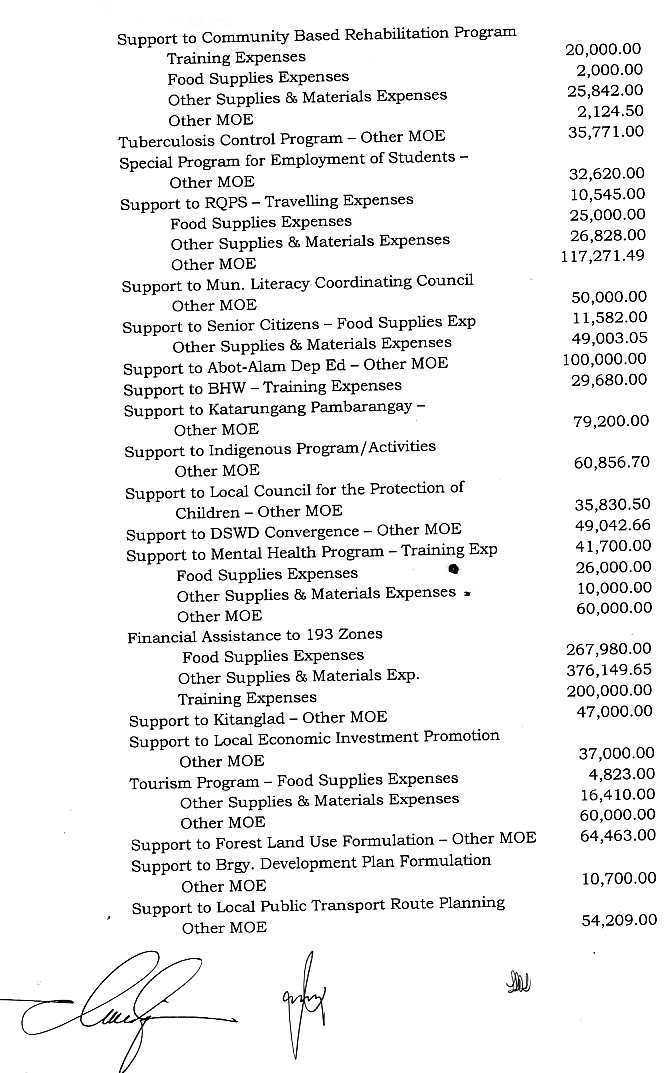 Support to Community Based Rehabilitation Program
Training Expenses 20,000.00
Food Supplies Expenses 2,000.00
Other Supplies & Materials Expenses 25,842.00
Other MOE 2,124.50
Tuberculosis Control Program – Other MOE 35,771.00
Special Program for Employment of Students –
Other MOE 32,620.00
Support to RQPS – Travelling Expenses 10,545.00
Food Supplies Expenses 25,000.00
Other Supplies & Materials Expenses 26,828.00
Other MOE 117,271.49
Support to Mun. Literacy Coordinating Council
Other MOE 50,000.00
Support to Senior Citizens – Food Supplies Exp 11,582.00
Other Supplies & Materials Expenses 49,003.05
Support to Abot-Alam Dep Ed – Other MOE 100,000.00
Support to BHW – Training Expenses 29,680.00
Support to Katarungang Pambarangay –
Other MOE 79,200.00
Support to Indigenous Program/Activities
Other MOE 60,856.70
Support to Local Council for the Protection of
Children – Other MOE 35,830.50
Support to DSWD Convergence – Other MOE 49,042.66
Support to Mental Health Program – Training Exp 41,700.00
Food Supplies Expenses 26,000.00
Other Supplies & Materials Expenses 10,000.00
Other MOE 60,000.00
Financial Assistance to 193 Zones
Food Supplies Expenses 267,980.00
Other Supplies & Materials Exp. 376,149.65
Training Expenses 200,000.00
Support to Kitanglad – Other MOE 47,000.00
Support to Local Economic Investment Promotion
Other MOE 37,000.00
Tourism Program – Food Supplies Expenses 4,823.00
Other Supplies & Materials Expenses 16,410.00
Other MOE 60,000.00
Support to Forest Land Use Formulation – Other MOE 64,463.00
Support to Brgy. Development Plan Formulation
Other MOE 10,700.00
Support to Local Public Transport Route Planning
Other MOE 54,209.00